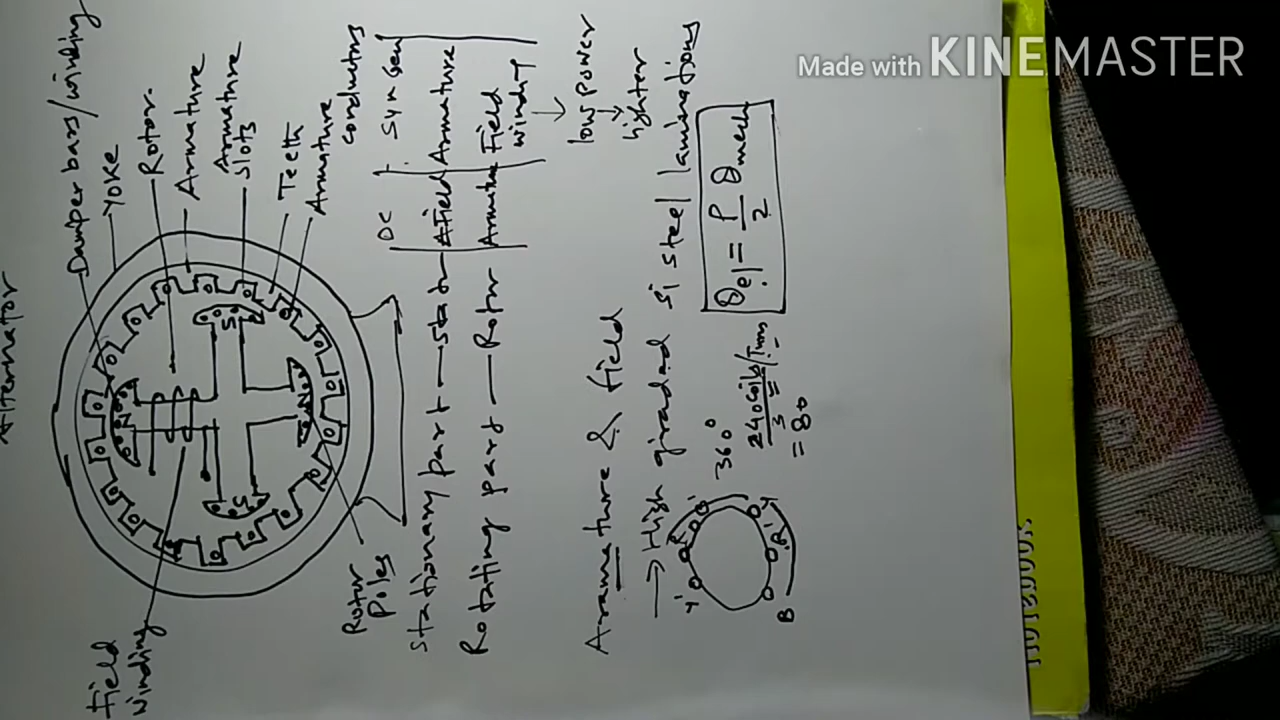 Alternator
Damper bars/winding
Yoke
Rotor.
Armature
Armature
Slots
Teeth
Armature
conductors
Field
winding
Rotor
Poles
N
S
N
S
DC
Syn Gen
Stationary part — Stator
Field
Armature
Rotating part — Rotor
Armature
Field
windg
low power
lighter
Armature & Field
→ High graded Si steel laminations
360°
240 coils/Turns
3
= 80
θel = P/2 θmech
B
Made with KINEMASTER